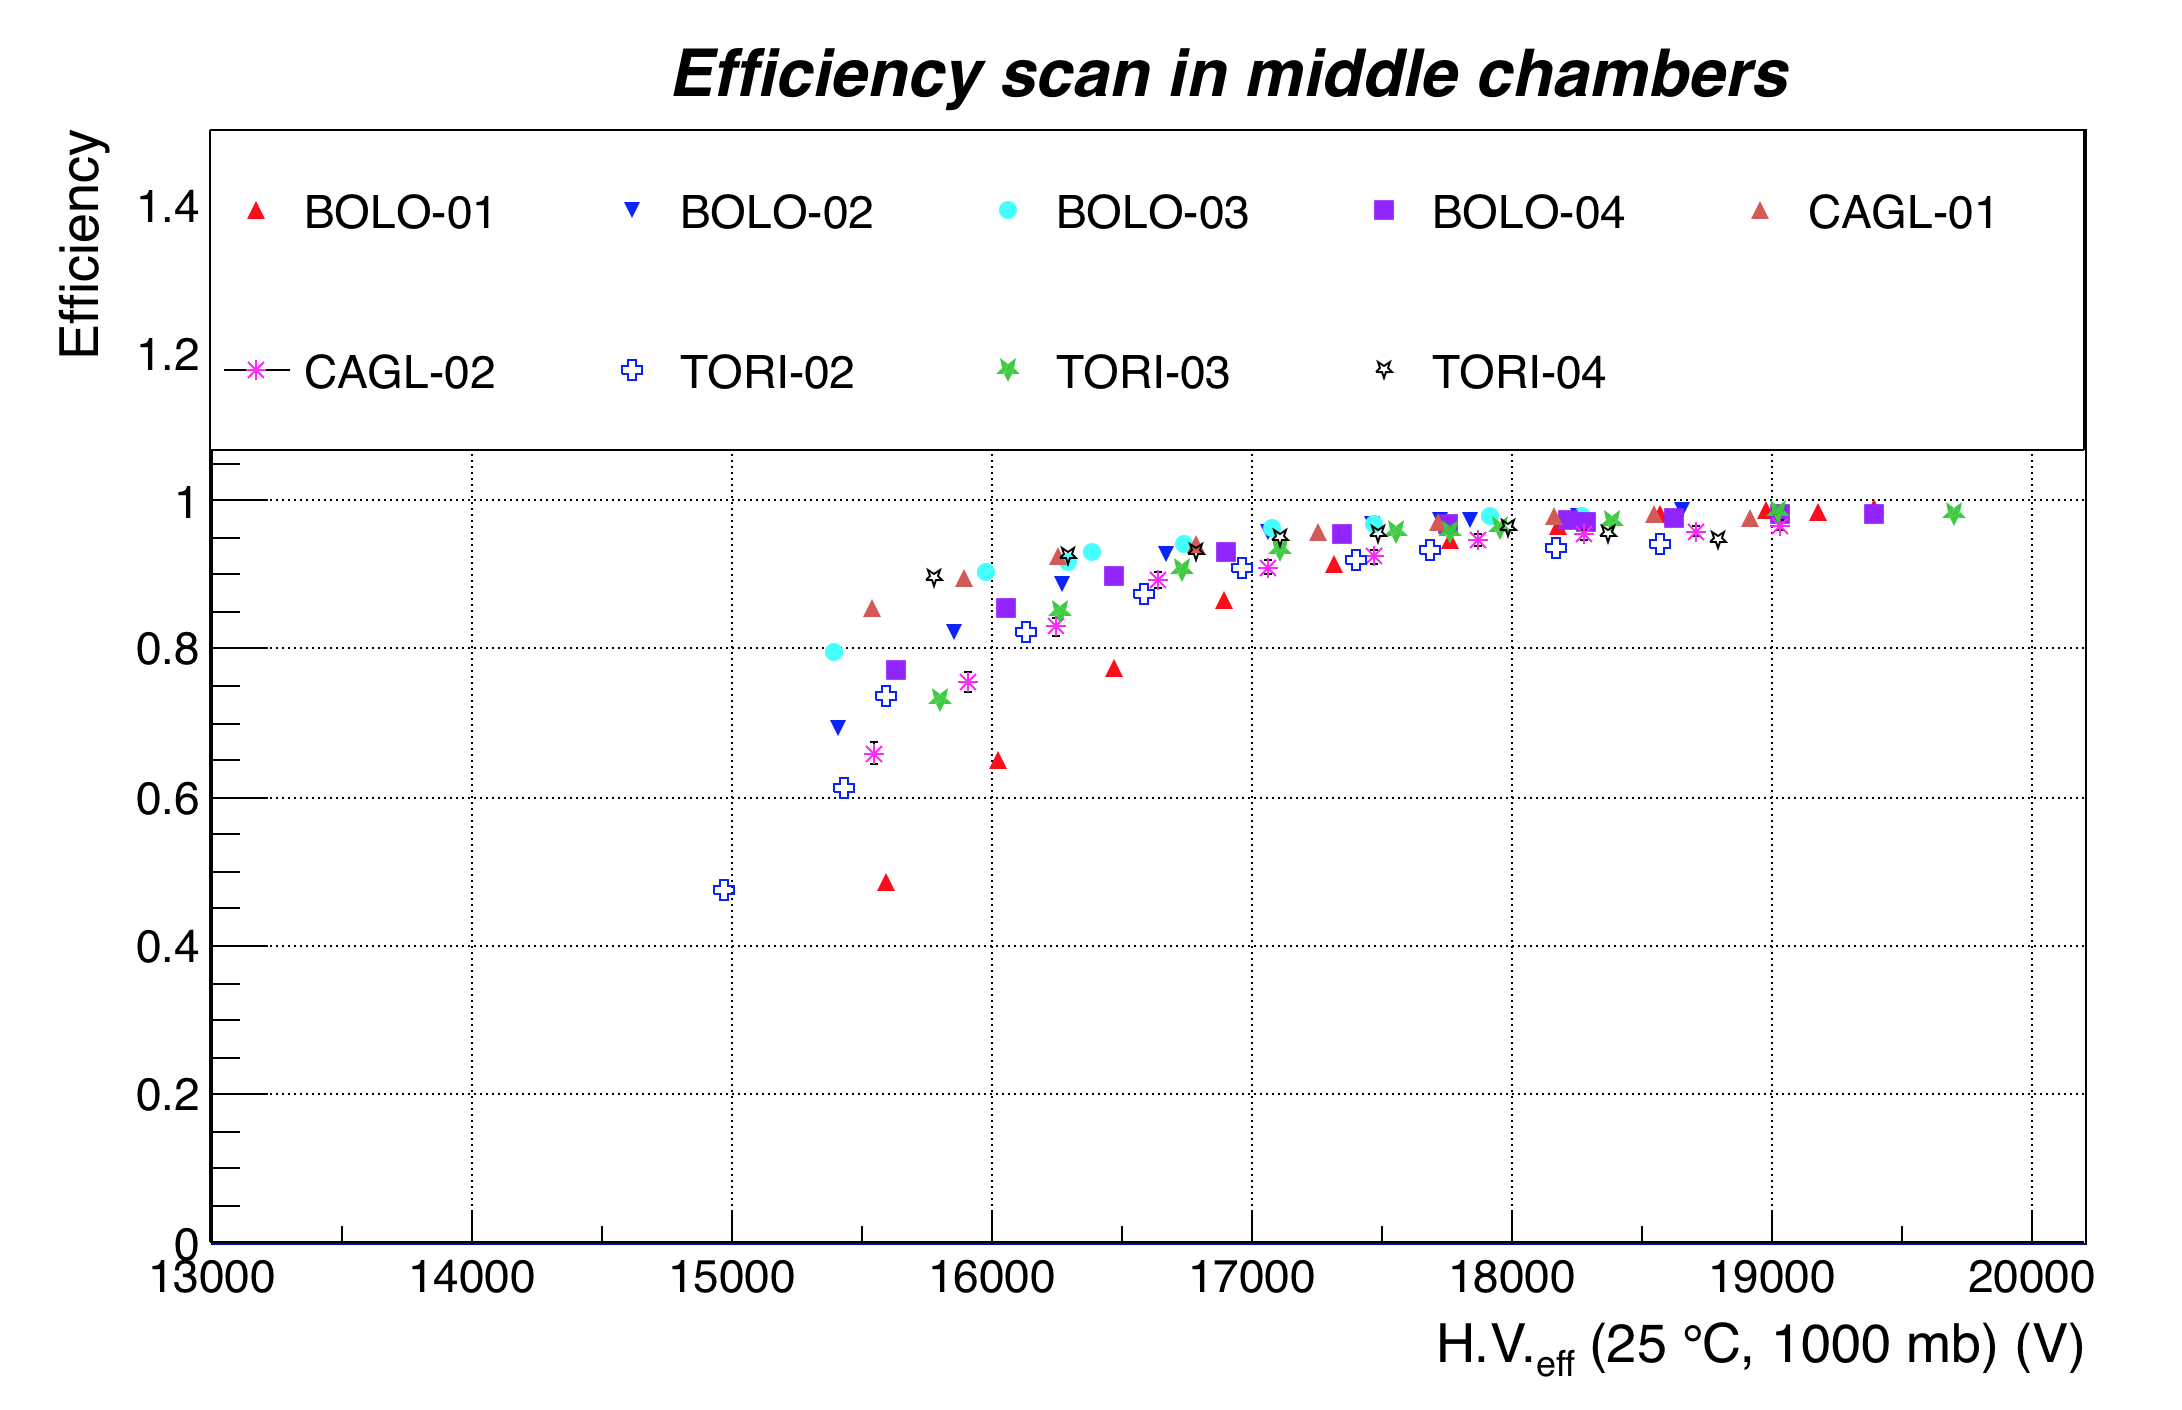 Efficiency scan in middle chambers
Efficiency
1.4
BOLO-01 BOLO-02 BOLO-03 BOLO-04 CAGL-01
1.2
CAGL-02 TORI-02 TORI-03 TORI-04
1
0.8
0.6
0.4
0.2
0
13000 14000 15000 16000 17000 18000 19000 20000
H.V.eff (25 °C, 1000 mb) (V)